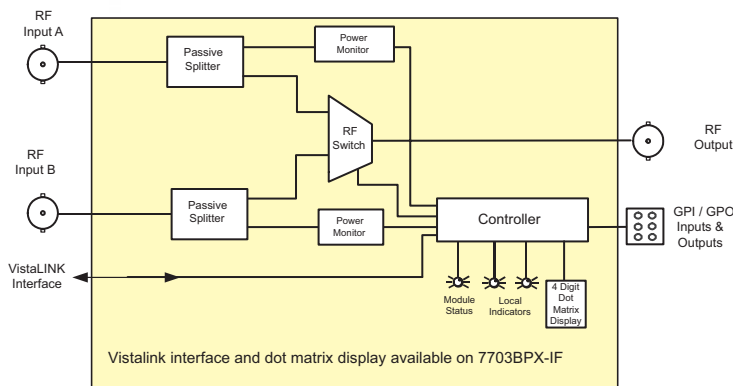 RF
Input A
Passive
Splitter
Power
Monitor
RF
Switch
RF
Output
RF
Input B
Passive
Splitter
Power
Monitor
Controller
GPI / GPO
Inputs &
Outputs
VistaLINK
Interface
Module
Status
Local
Indicators
4 Digit
Dot
Matrix
Display
Vistalink interface and dot matrix display available on 7703BPX-IF